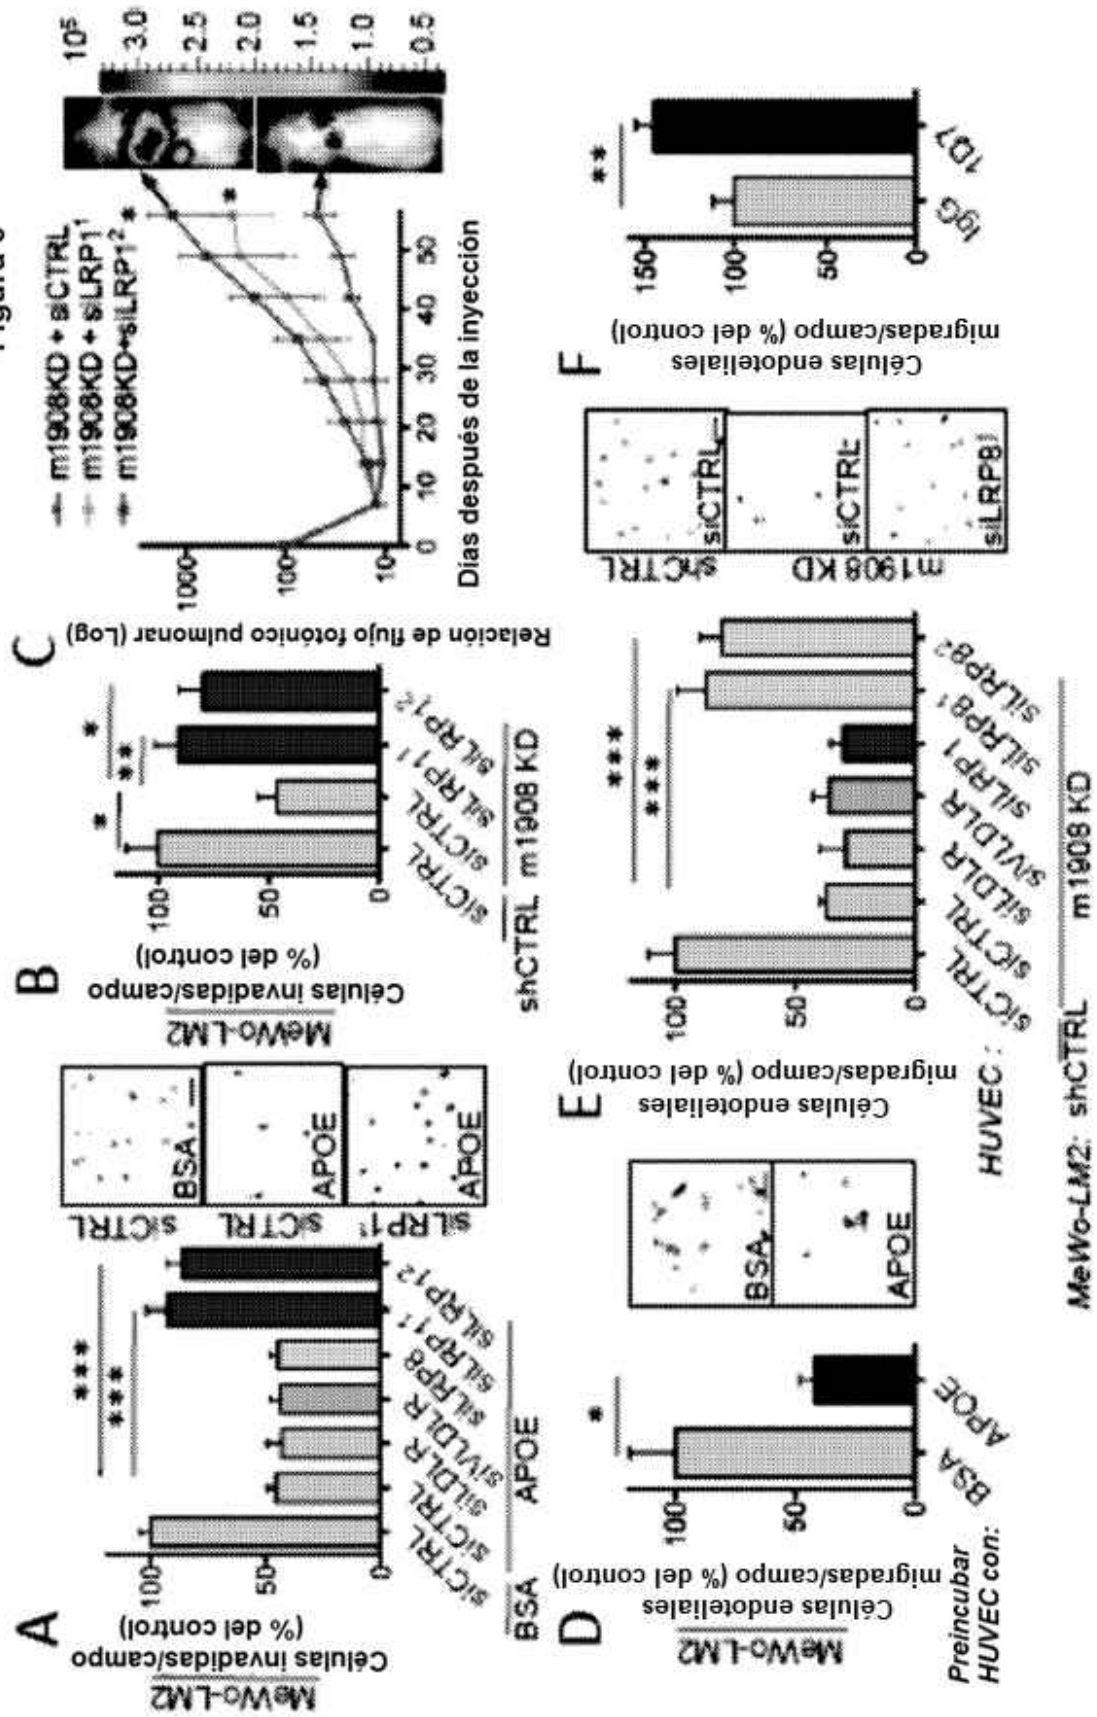 A
MeWo-LM2
Células invadidas/campo
(% del control)
100
50
0
siCTRL
siCTRL
siLDLR
siVLDLR
siLRP8
siLRP1¹
siLRP1²
BSA
APOE
***
***
siCTRL
BSA
siCTRL
APOE
siLRP1¹
APOE
B
MeWo-LM2
Células invadidas/campo
(% del control)
100
50
0
siCTRL
siCTRL
siLRP1¹
siLRP1²
shCTRL
m1908 KD
*
**
*
C
m1908KD + siCTRL
m1908KD + siLRP1¹
m1908KD+siLRP1²
Relación de flujo fotónico pulmonar (Log)
1000
100
10
0
10
20
30
40
50
Días después de la inyección
*
*
10⁵
3.0
2.5
2.0
1.5
1.0
0.5
D
MeWo-LM2
Células endoteliales
migradas/campo (% del control)
100
50
0
BSA
APOE
Preincubar
HUVEC con:
*
BSA
APOE
E
Células endoteliales
migradas/campo (% del control)
100
50
0
HUVEC :
siCTRL
siCTRL
siLDLR
siVLDLR
siLRP1
siLRP8¹
siLRP8²
MeWo-LM2:
shCTRL
m1908 KD
***
***
shCTRL
siCTRL
m1908 KD
siCTRL
siLRP8¹
F
Células endoteliales
migradas/campo (% del control)
150
100
50
0
IgG
1D7
**